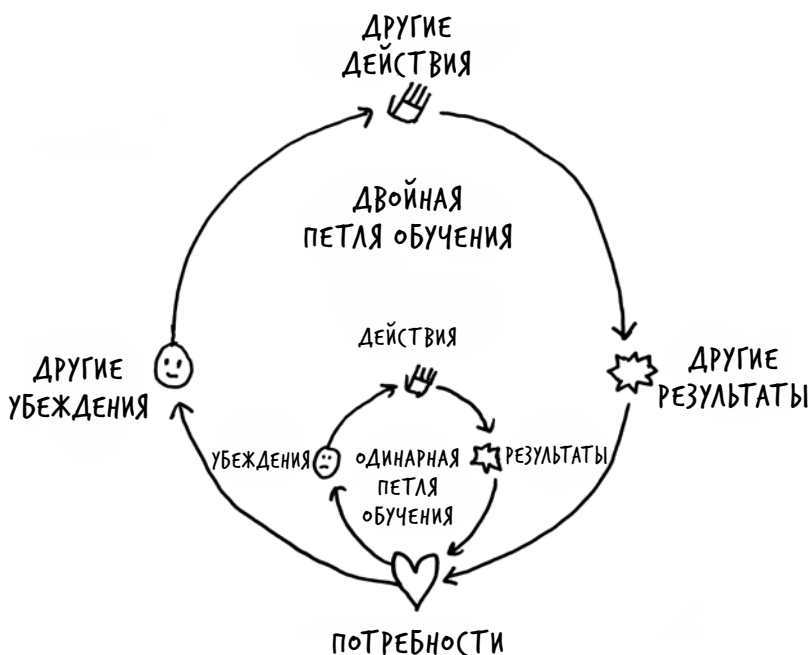 ДРУГИЕ
ДЕЙСТВИЯ
ДВОЙНАЯ
ПЕТЛЯ ОБУЧЕНИЯ
ДЕЙСТВИЯ
ДРУГИЕ
УБЕЖДЕНИЯ
ДРУГИЕ
РЕЗУЛЬТАТЫ
УБЕЖДЕНИЯ
ОДИНАРНАЯ
ПЕТЛЯ
ОБУЧЕНИЯ
РЕЗУЛЬТАТЫ
ПОТРЕБНОСТИ